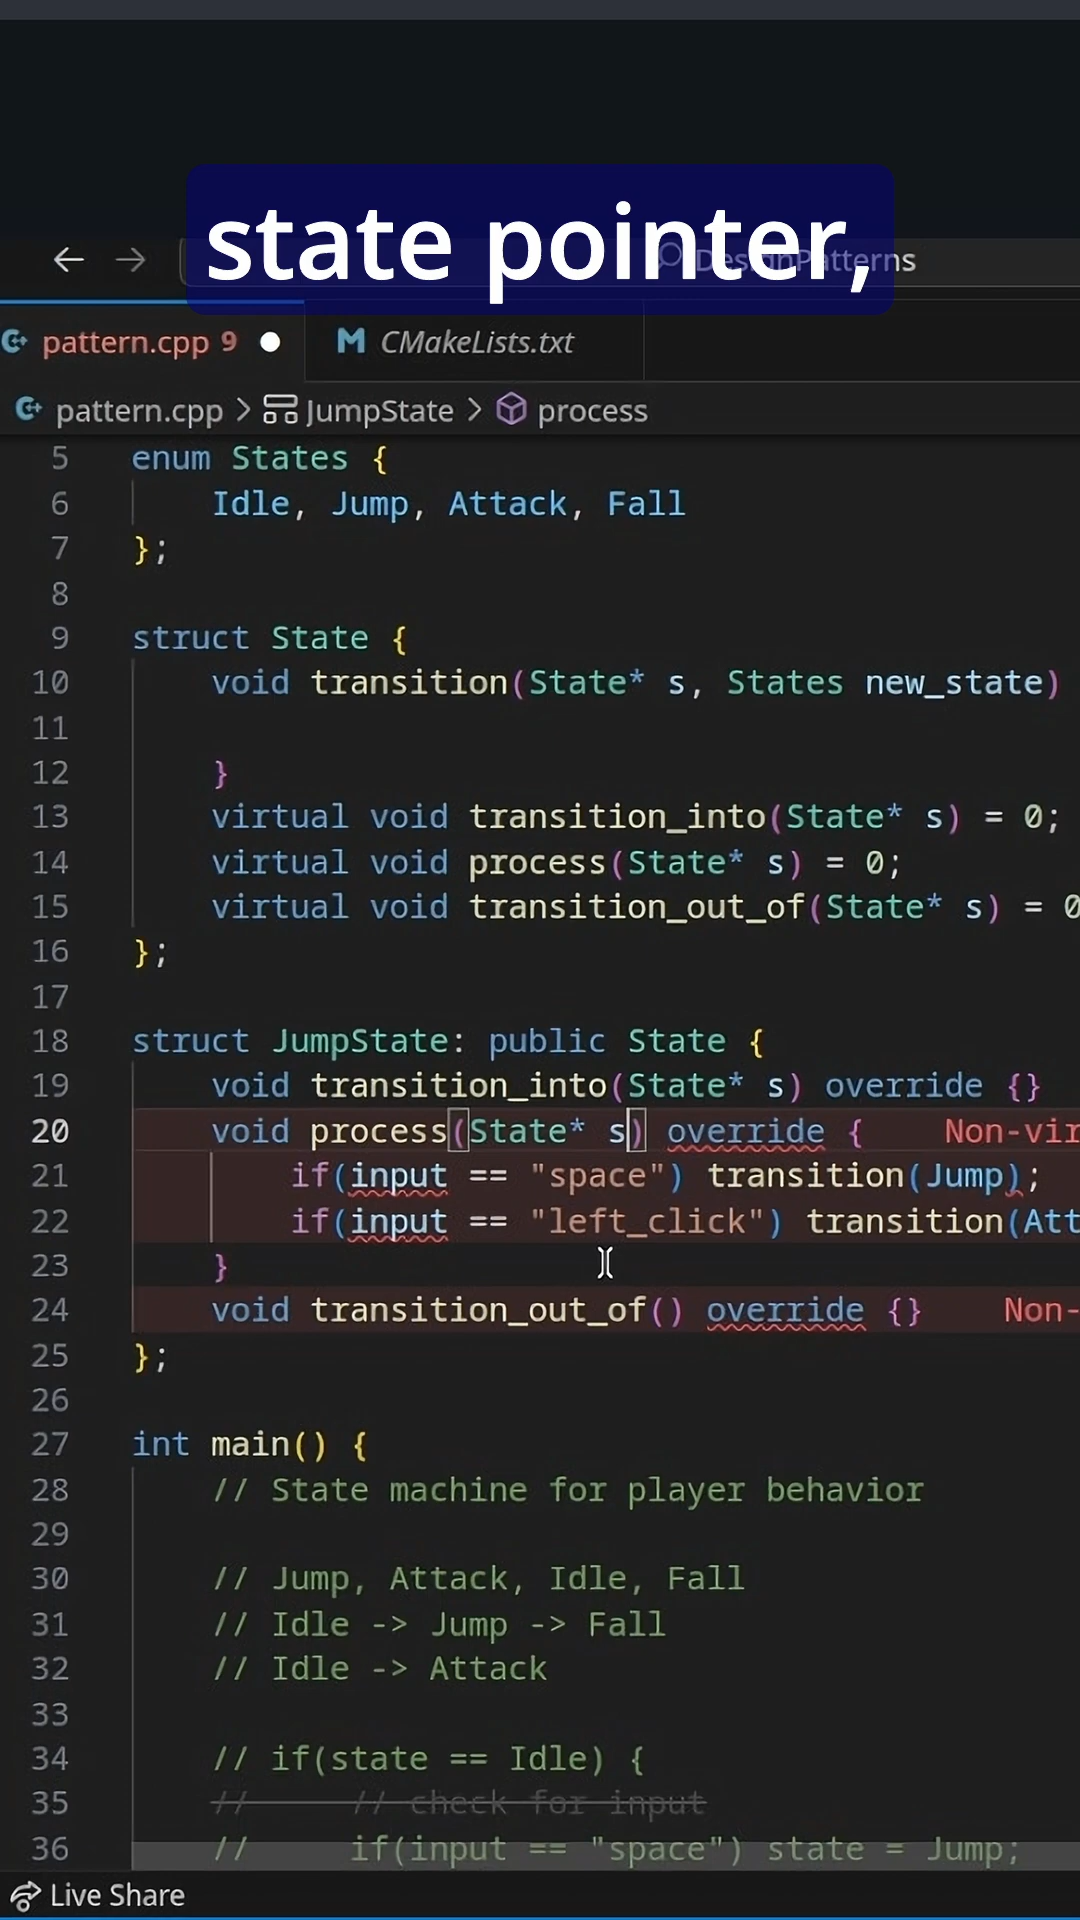 state pointer,
DesignPatterns
pattern.cpp 9
CMakeLists.txt
pattern.cpp > JumpState > process
5 enum States {
6 Idle, Jump, Attack, Fall
7 };
8
9 struct State {
10 void transition(State* s, States new_state)
11
12 }
13 virtual void transition_into(State* s) = 0;
14 virtual void process(State* s) = 0;
15 virtual void transition_out_of(State* s) = 0
16 };
17
18 struct JumpState: public State {
19 void transition_into(State* s) override {}
20 void process(State* s) override { Non-vir
21 if(input == "space") transition(Jump);
22 if(input == "left_click") transition(Att
23 }
24 void transition_out_of() override {} Non-
25 };
26
27 int main() {
28 // State machine for player behavior
29
30 // Jump, Attack, Idle, Fall
31 // Idle -> Jump -> Fall
32 // Idle -> Attack
33
34 // if(state == Idle) {
35 // // check for input
36 // if(input == "space") state = Jump;
Live Share